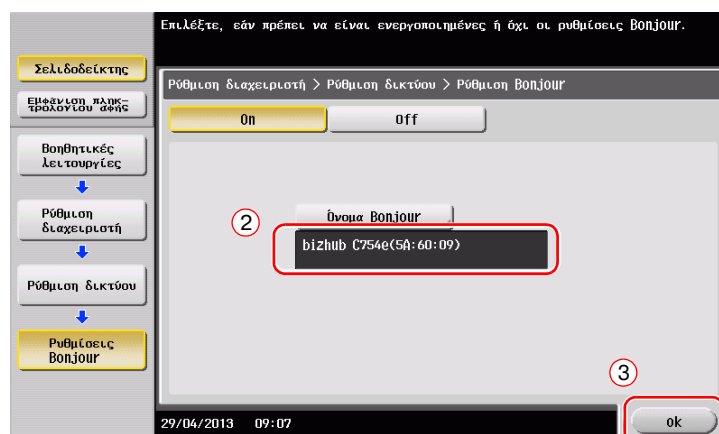 Επιλέξτε, εάν πρέπει να είναι ενεργοποιημένες ή όχι οι ρυθμίσεις Bonjour.
Σελιδοδείκτης
Εμφάνιση πληκ-
τρολογίου αφής
Βοηθητικές
λειτουργίες
Ρύθμιση
διαχειριστή
Ρύθμιση δικτύου
Ρυθμίσεις
Bonjour
Ρύθμιση διαχειριστή > Ρύθμιση δικτύου > Ρύθμιση Bonjour
On
Off
2
Όνομα Bonjour
bizhub C754e(5A:60:09)
3
29/04/2013 09:07
ok